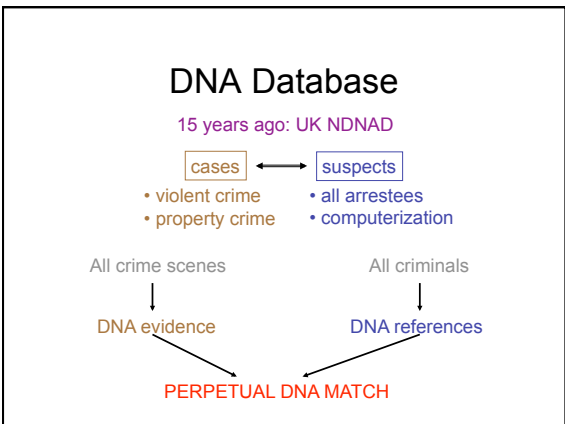 DNA Database
15 years ago: UK NDNAD
cases suspects
• violent crime • all arrestees
• property crime • computerization
All crime scenes All criminals
DNA evidence DNA references
PERPETUAL DNA MATCH